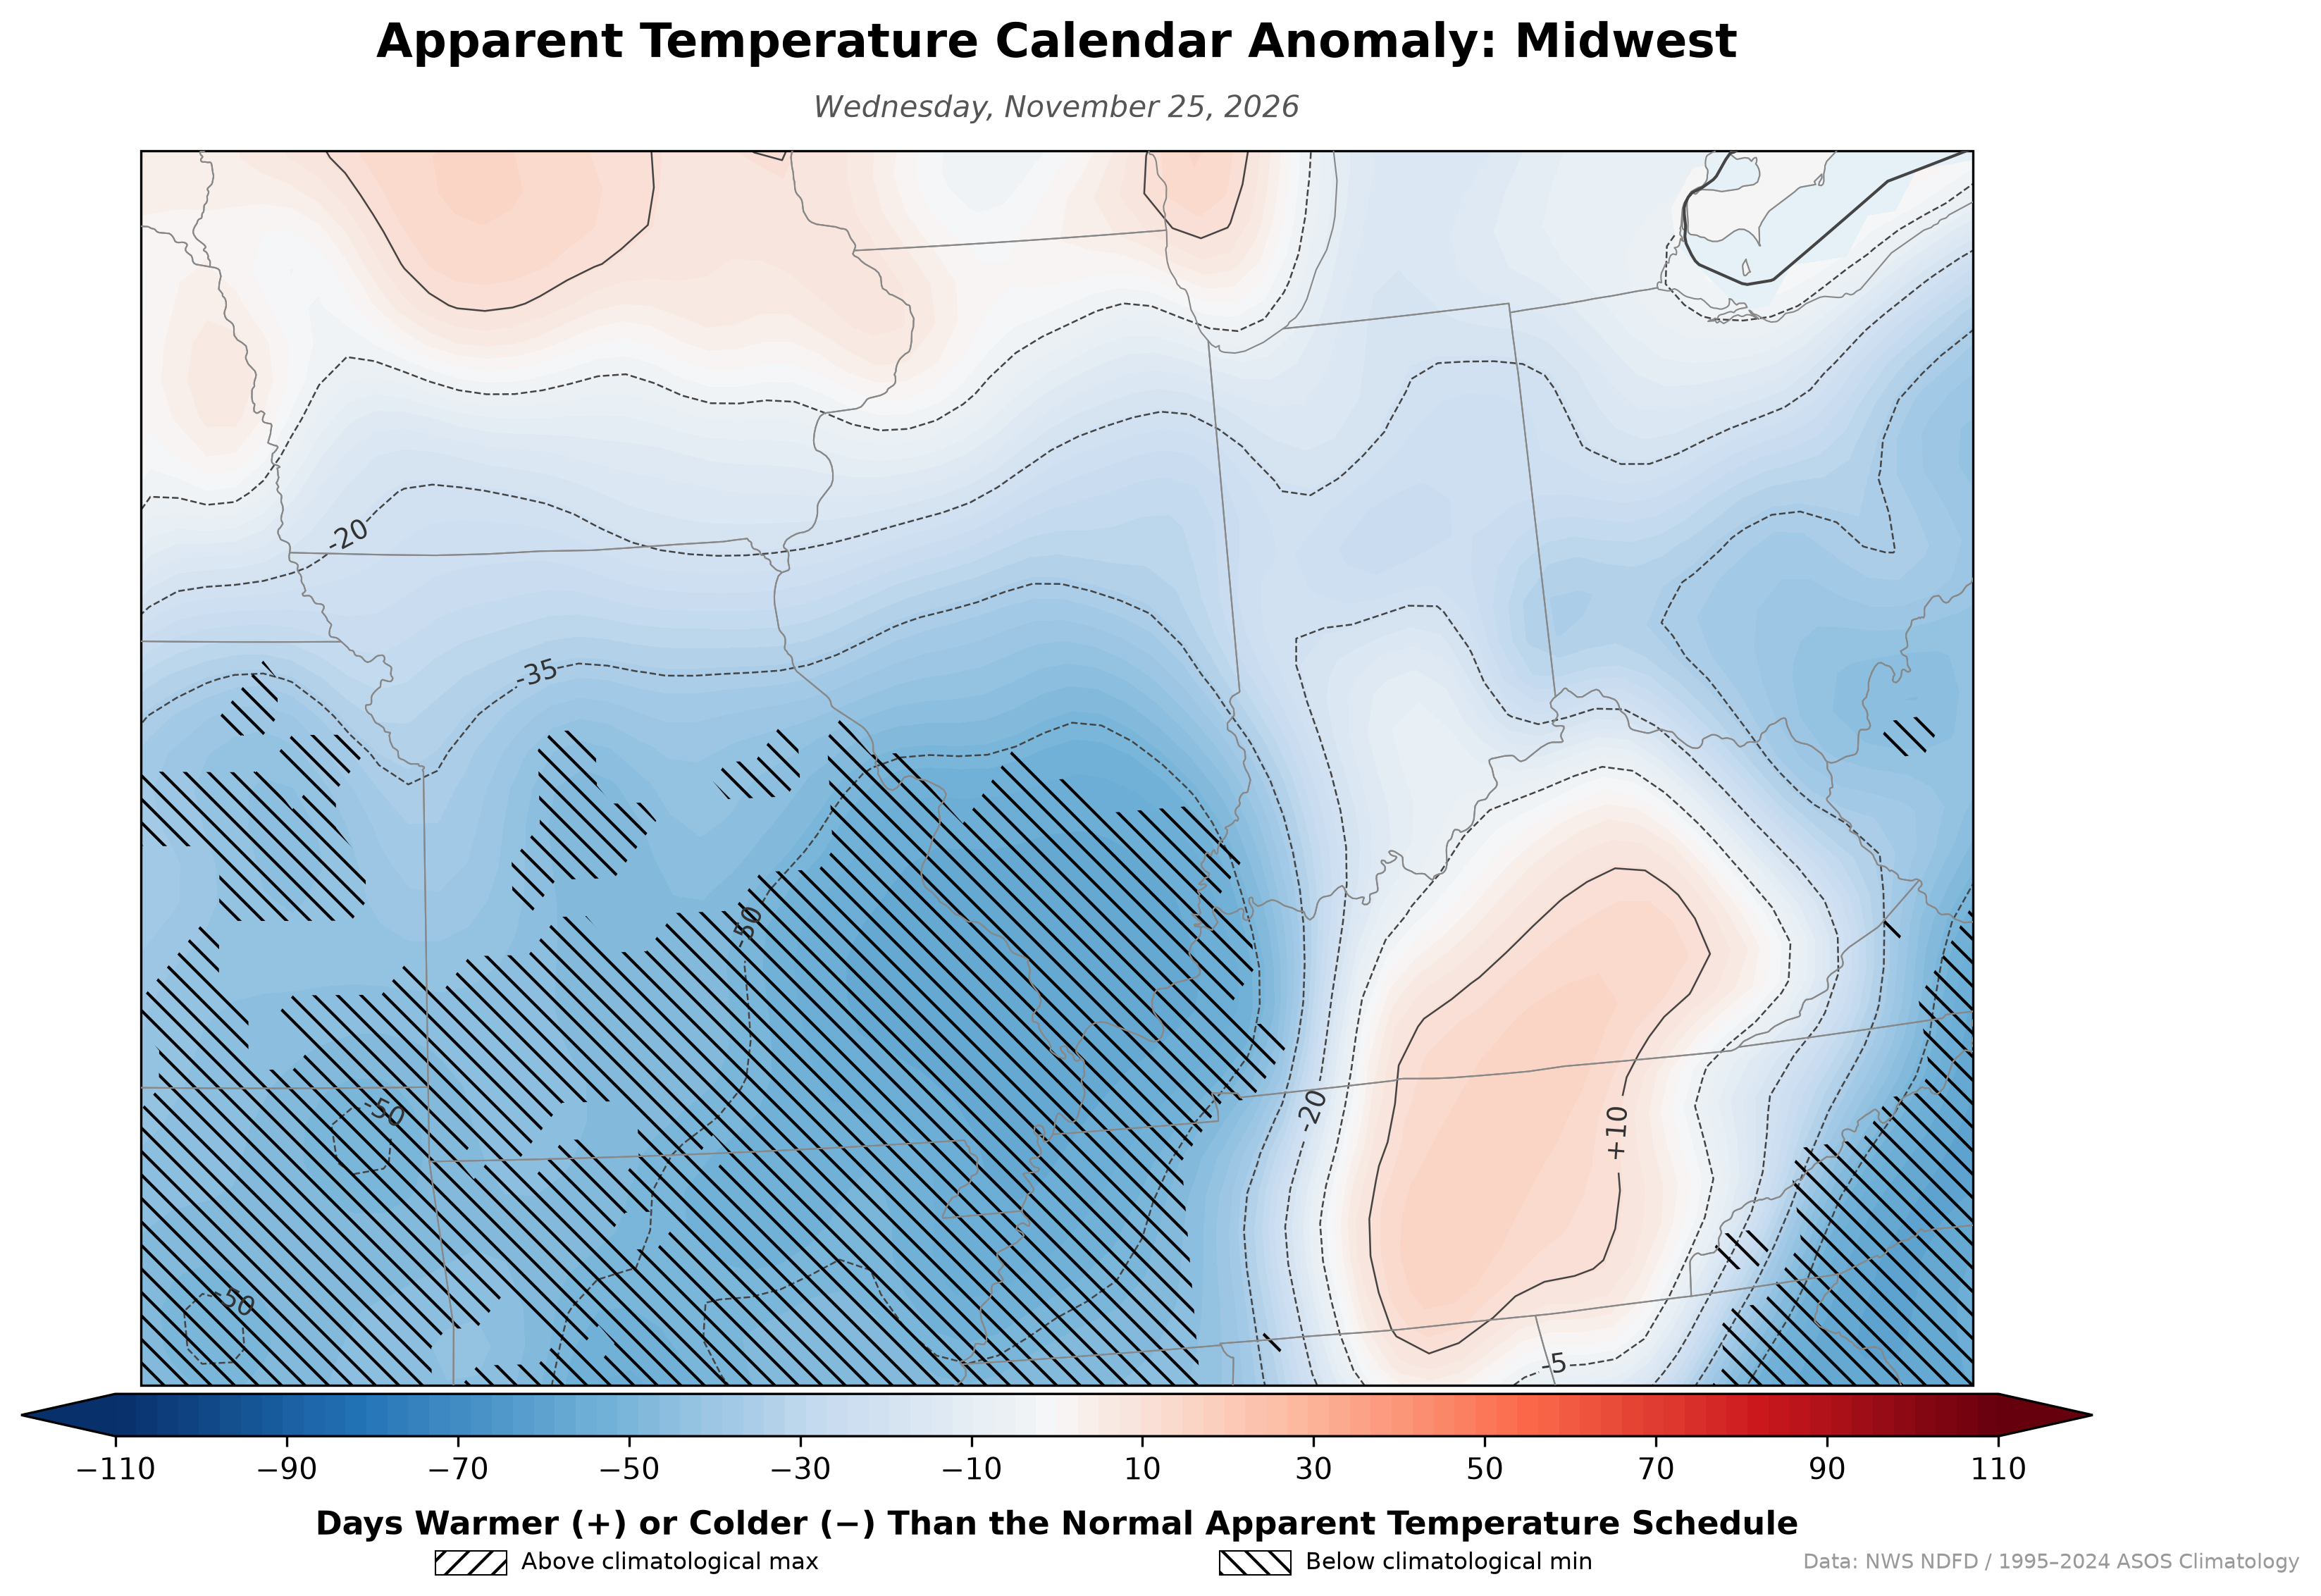 Apparent Temperature Calendar Anomaly: Midwest
Wednesday, November 25, 2026
-20
-35
-50
-50
-20
+10
-50
-5
−110 −90 −70 −50 −30 −10 10 30 50 70 90 110
Days Warmer (+) or Colder (−) Than the Normal Apparent Temperature Schedule
Above climatological max Below climatological min Data: NWS NDFD / 1995–2024 ASOS Climatology